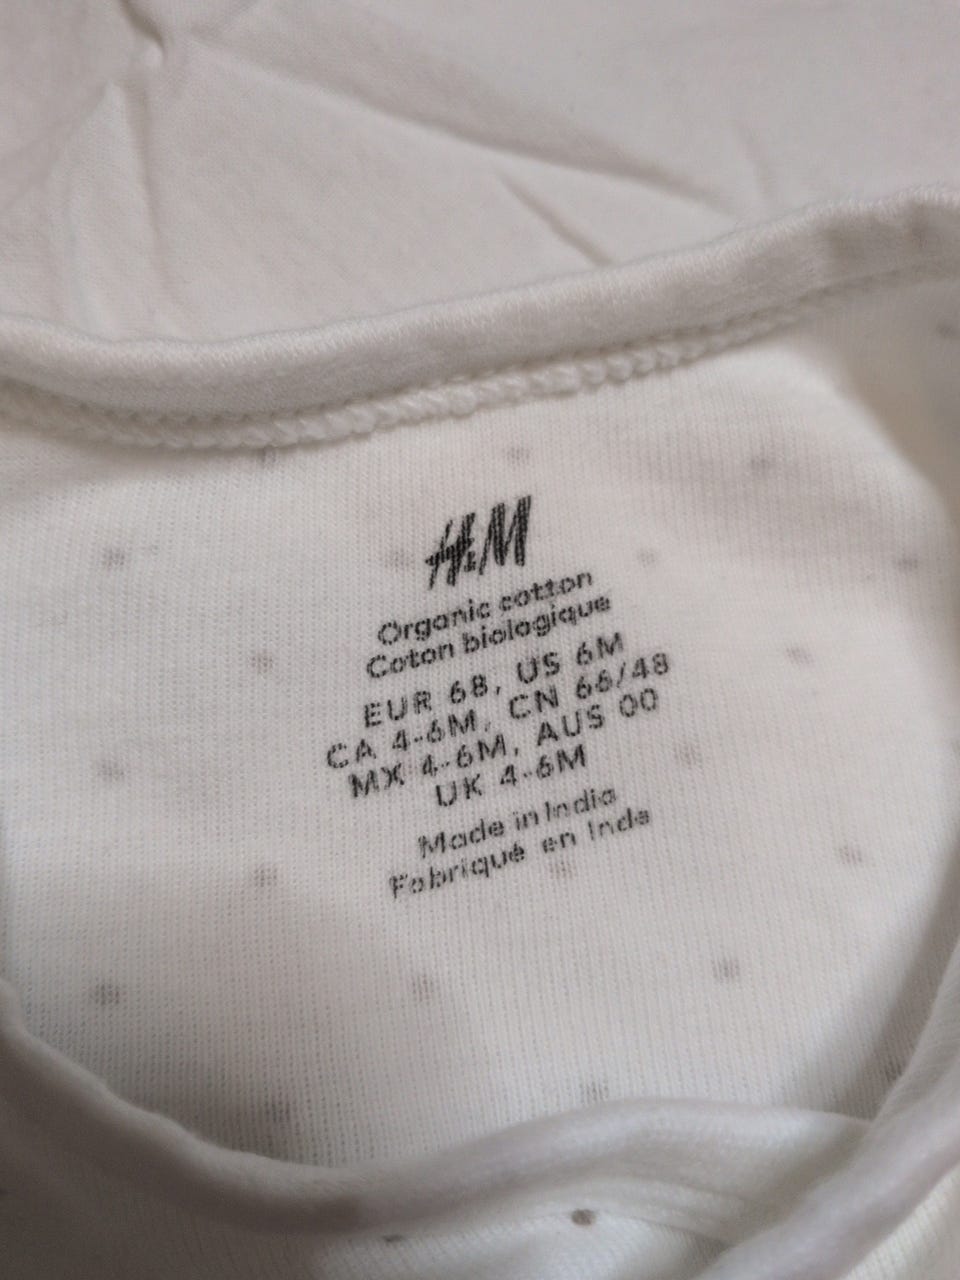 H&M
Organic cotton
Coton biologique
EUR 68, US 6M
CA 4-6M, CN 66/48
MX 4-6M, AUS 00
UK 4-6M
Made in India
Fabriqué en Inde